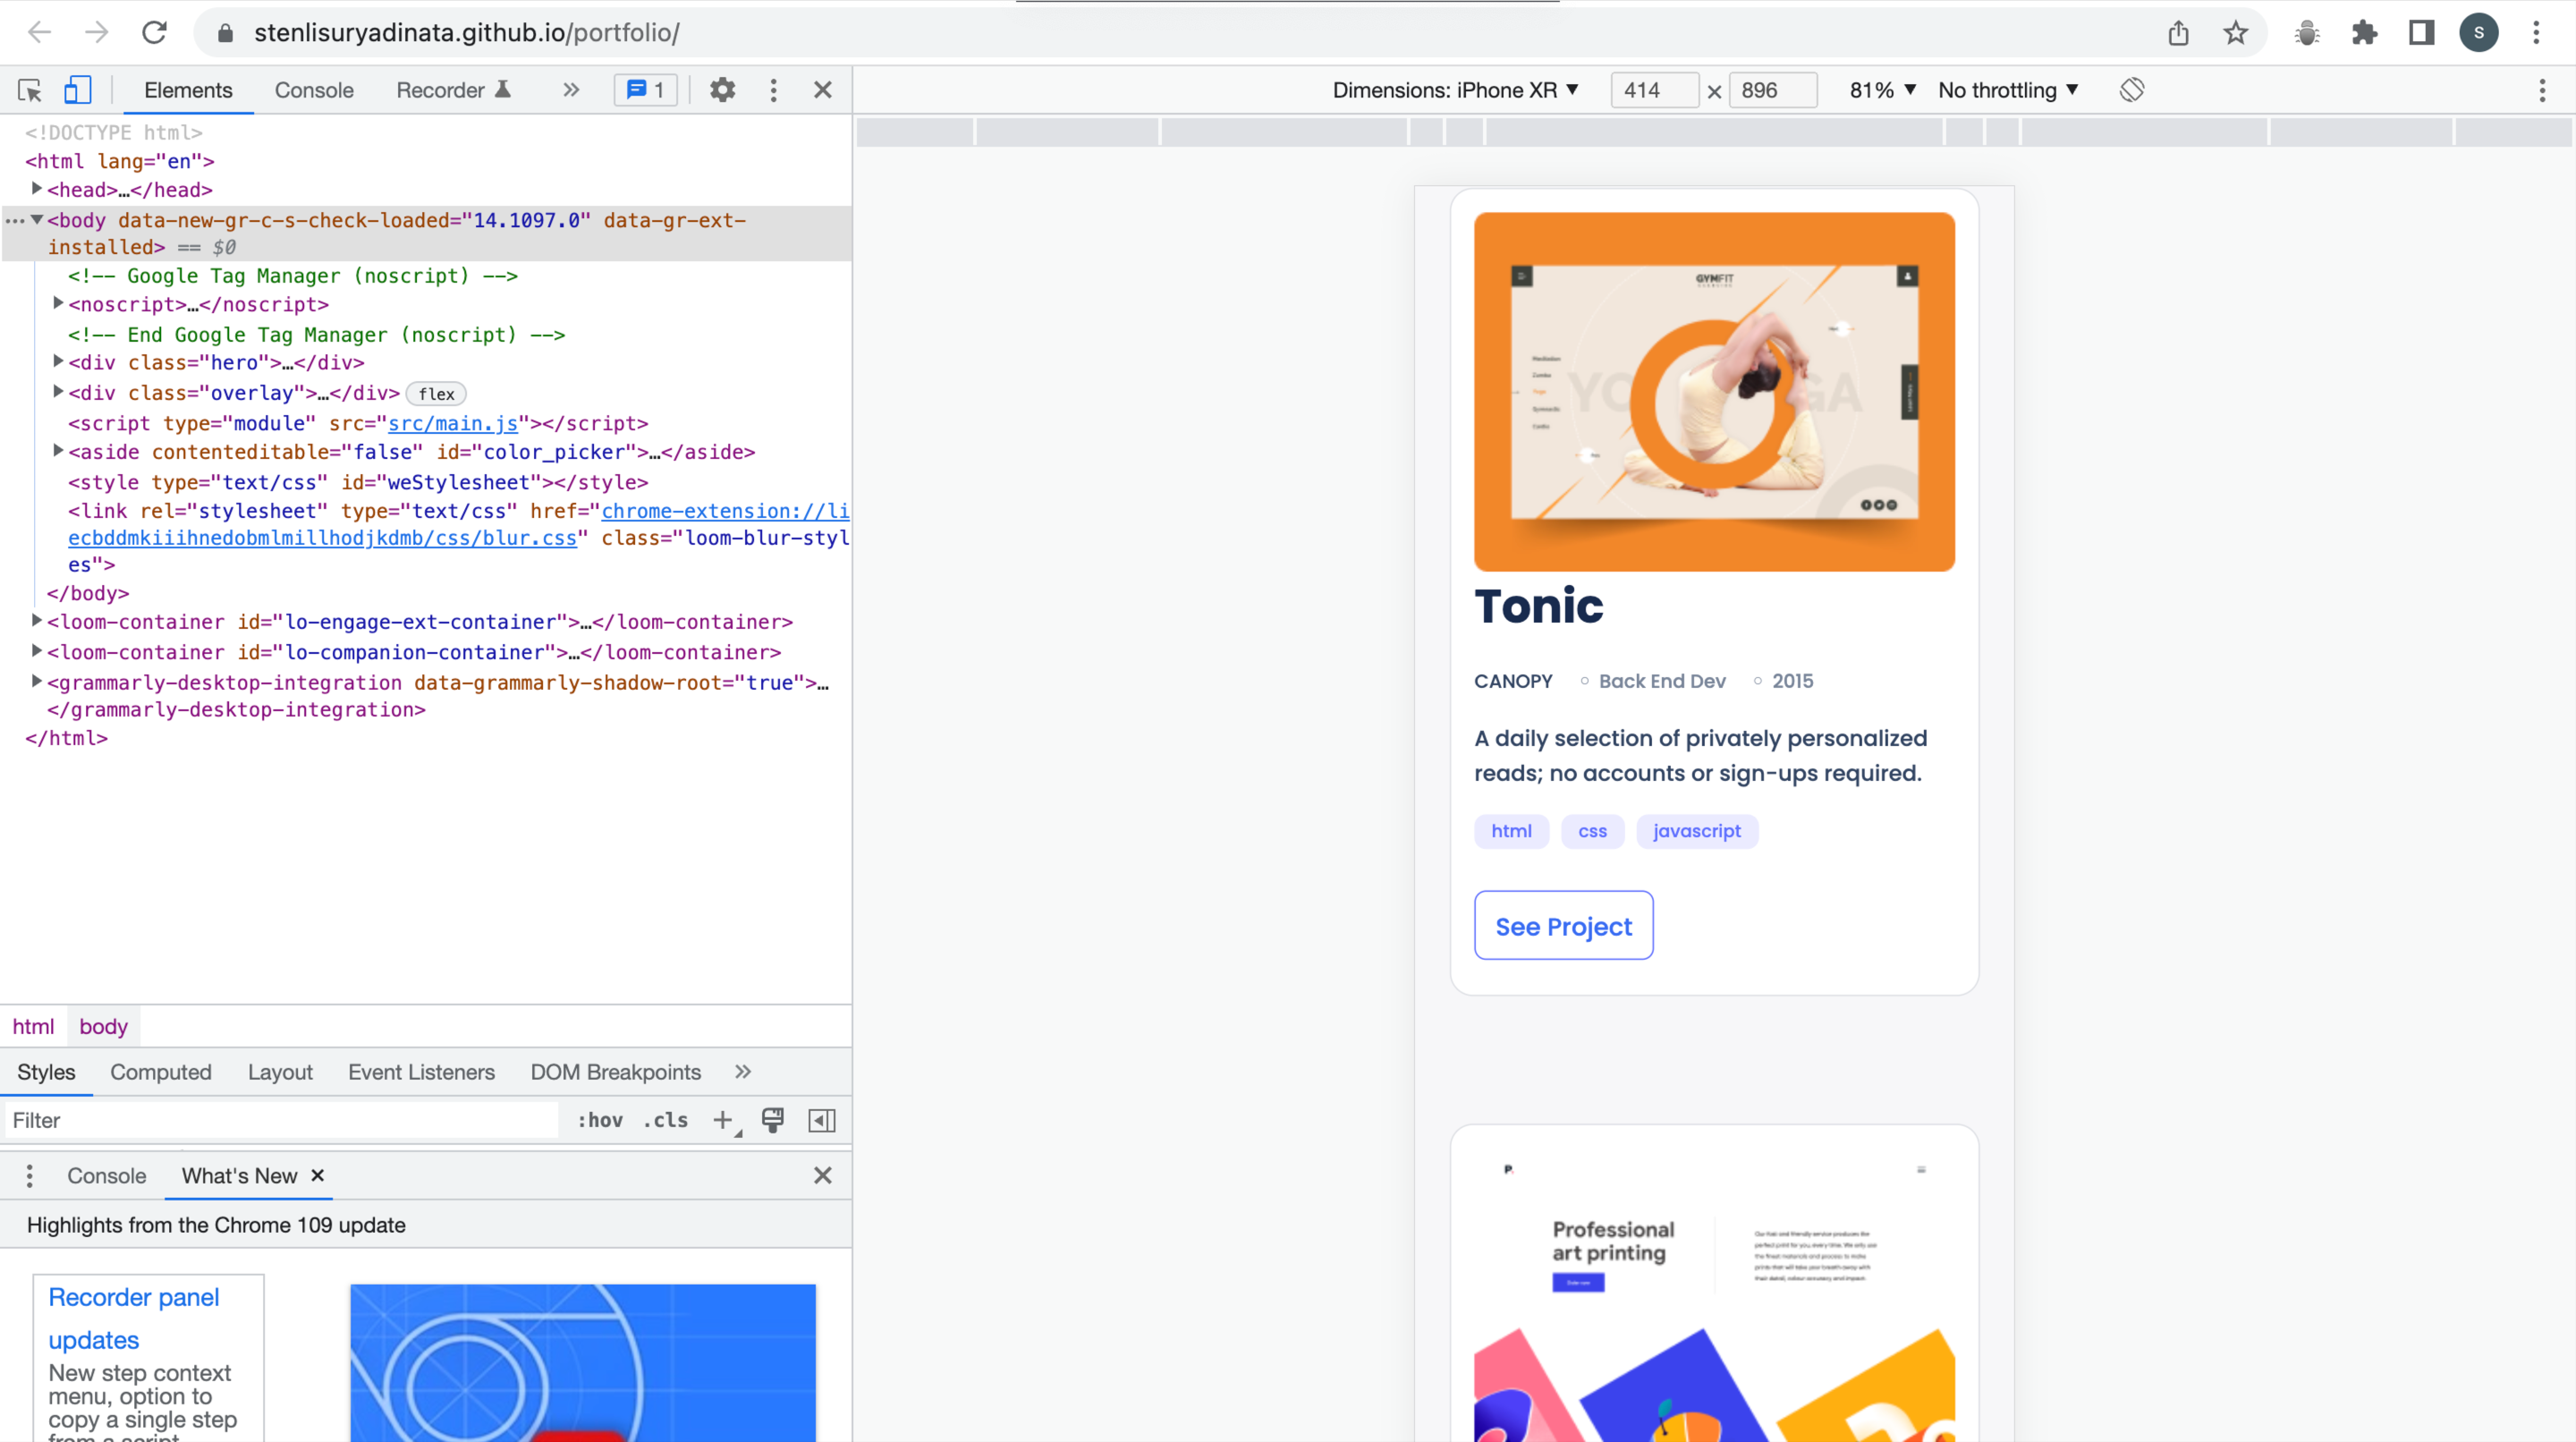 stenlisuryadinata.github.io/portfolio/
S
Elements
Console
Recorder
1
<!DOCTYPE html>
<html lang="en">
<head>…</head>
<body data-new-gr-c-s-check-loaded="14.1097.0" data-gr-ext-
installed> == $0
<!-- Google Tag Manager (noscript) -->
<noscript>…</noscript>
<!-- End Google Tag Manager (noscript) -->
<div class="hero">…</div>
<div class="overlay">…</div> flex
<script type="module" src="src/main.js"></script>
<aside contenteditable="false" id="color_picker">…</aside>
<style type="text/css" id="weStylesheet"></style>
<link rel="stylesheet" type="text/css" href="chrome-extension://li
ecbddmkiiihnedobmlmillhodjkdmb/css/blur.css" class="loom-blur-styl
es">
</body>
<loom-container id="lo-engage-ext-container">…</loom-container>
<loom-container id="lo-companion-container">…</loom-container>
<grammarly-desktop-integration data-grammarly-shadow-root="true">…
</grammarly-desktop-integration>
</html>
html body
Styles Computed Layout Event Listeners DOM Breakpoints
Filter :hov .cls
Console What's New
Highlights from the Chrome 109 update
Recorder panel
updates
New step context
menu, option to
copy a single step
from a script
Dimensions: iPhone XR 414 × 896 81% No throttling
GYMFIT
Yoga
Tonic
CANOPY Back End Dev 2015
A daily selection of privately personalized
reads; no accounts or sign-ups required.
html css javascript
See Project
P.
Professional
art printing